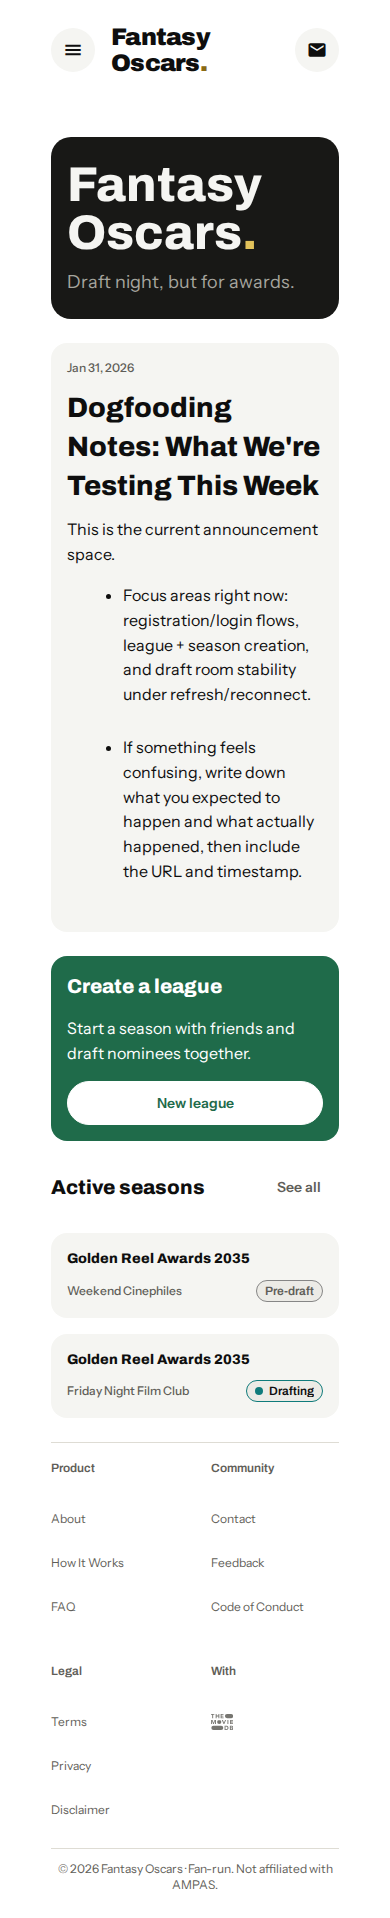 Fantasy
Oscars.
Fantasy
Oscars.
Draft night, but for awards.
Jan 31, 2026
Dogfooding
Notes: What We're
Testing This Week
This is the current announcement
space.
• Focus areas right now:
registration/login flows,
league + season creation,
and draft room stability
under refresh/reconnect.
• If something feels
confusing, write down
what you expected to
happen and what actually
happened, then include
the URL and timestamp.
Create a league
Start a season with friends and
draft nominees together.
New league
Active seasons
See all
Golden Reel Awards 2035
Weekend Cinephiles
Pre-draft
Golden Reel Awards 2035
Friday Night Film Club
Drafting
Product
About
How It Works
FAQ
Community
Contact
Feedback
Code of Conduct
Legal
Terms
Privacy
Disclaimer
With
THE
MOVIE
DB
© 2026 Fantasy Oscars · Fan-run. Not affiliated with
AMPAS.